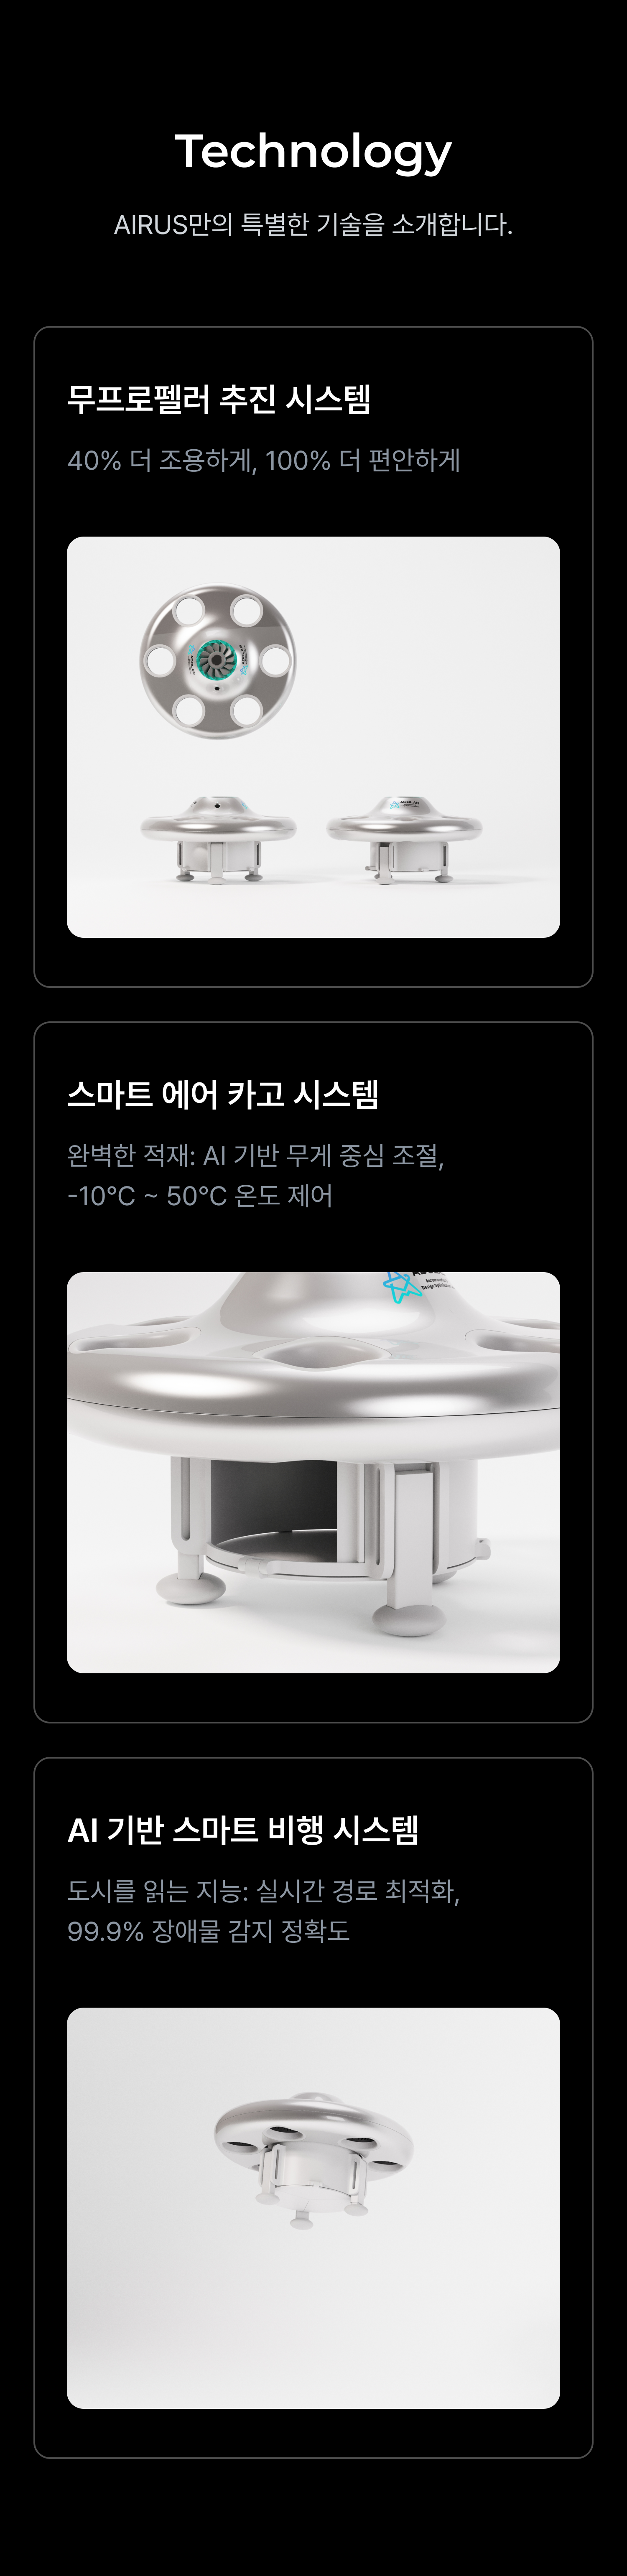 Technology
AIRUS만의 특별한 기술을 소개합니다.
무프로펠러 추진 시스템
40% 더 조용하게, 100% 더 편안하게
스마트 에어 카고 시스템
완벽한 적재: AI 기반 무게 중심 조절,
-10°C ~ 50°C 온도 제어
AI 기반 스마트 비행 시스템
도시를 읽는 지능: 실시간 경로 최적화,
99.9% 장애물 감지 정확도